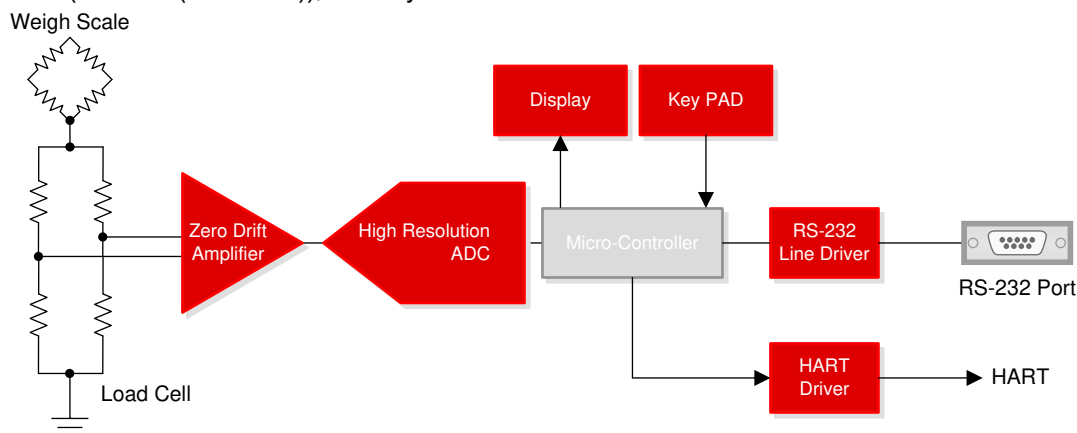 Weigh Scale
Display
Key PAD
Zero Drift
Amplifier
High Resolution
ADC
Micro-Controller
RS-232
Line Driver
RS-232 Port
HART
Driver
HART
Load Cell